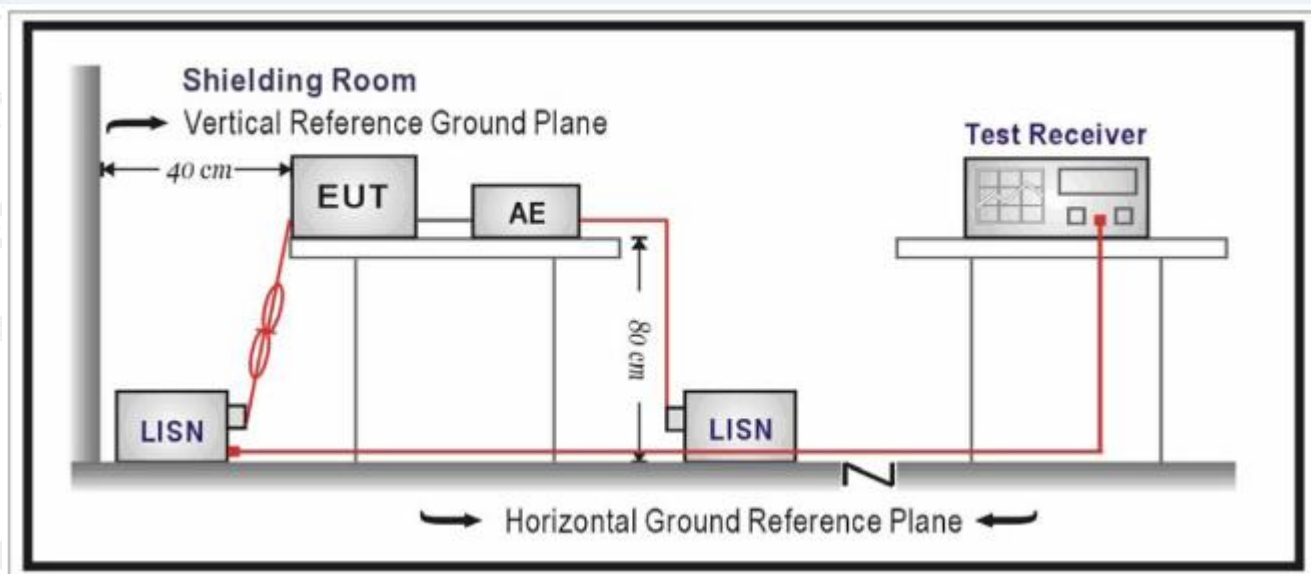 Shielding Room
Vertical Reference Ground Plane
Test Receiver
40 cm
EUT
AE
80 cm
LISN
LISN
Horizontal Ground Reference Plane